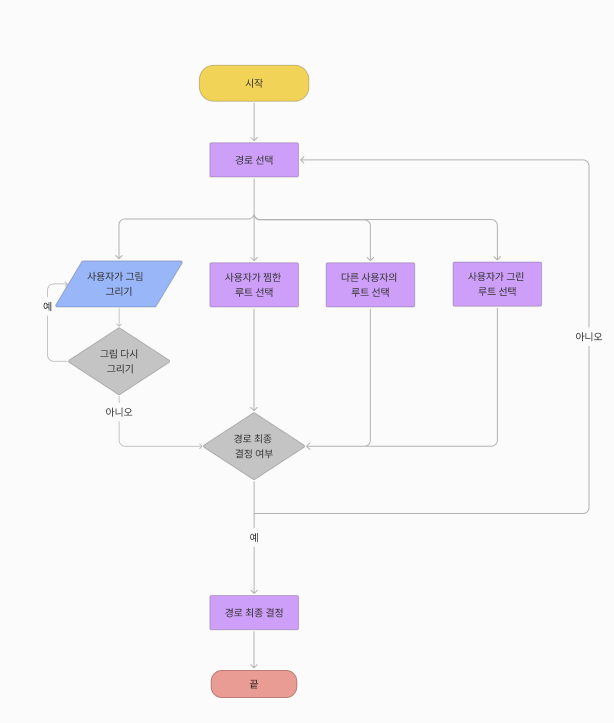 시작
경로 선택
사용자가 그림
그리기
사용자가 찜한
루트 선택
다른 사용자의
루트 선택
사용자가 그린
루트 선택
예
그림 다시
그리기
아니오
아니오
경로 최종
결정 여부
예
경로 최종 결정
끝